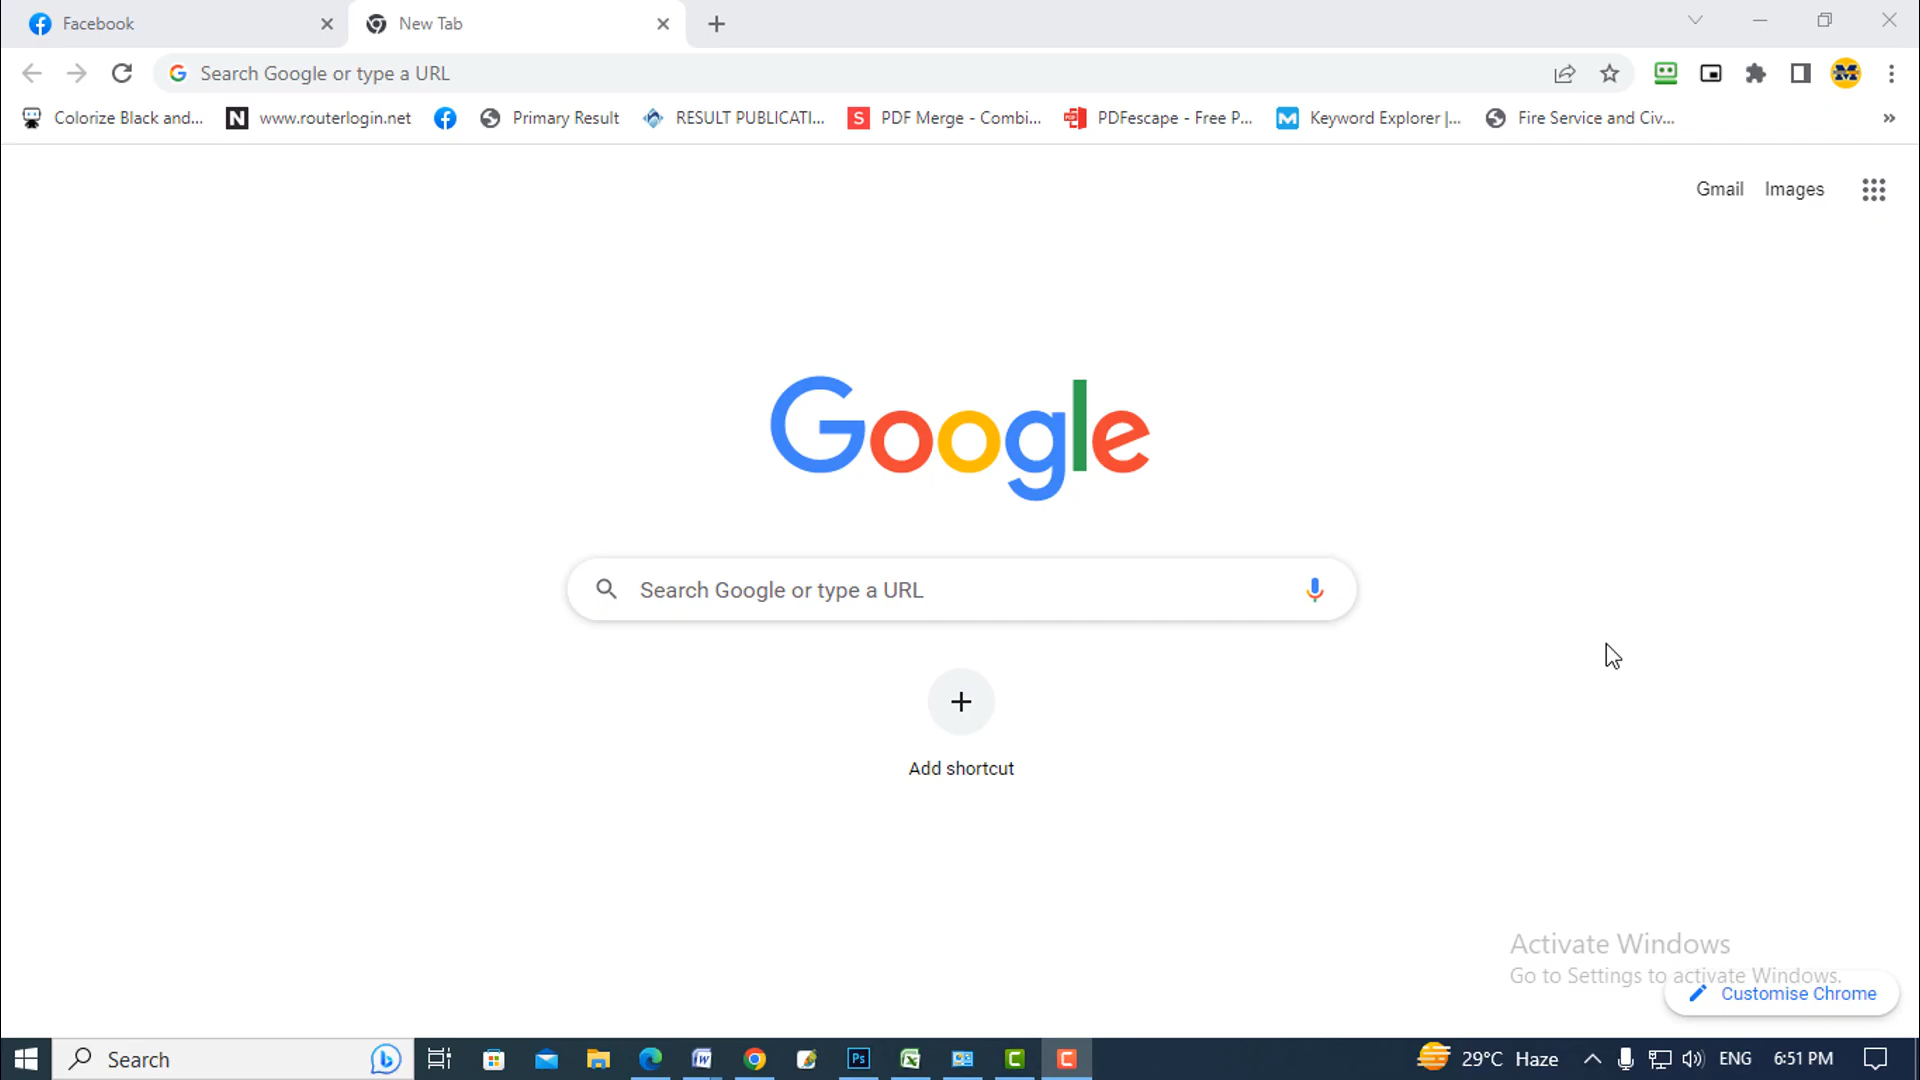 Facebook
New Tab
Search Google or type a URL
Colorize Black and...
N
www.routerlogin.net
Primary Result
RESULT PUBLICATI...
S
PDF Merge - Combi...
PDFescape - Free P...
M
Keyword Explorer |...
Fire Service and Civ...
»
Gmail
Images
Google
Search Google or type a URL
Add shortcut
Activate Windows
Go to Settings to activate Windows.
Customise Chrome
Search
Ps
29°C Haze
ENG
6:51 PM